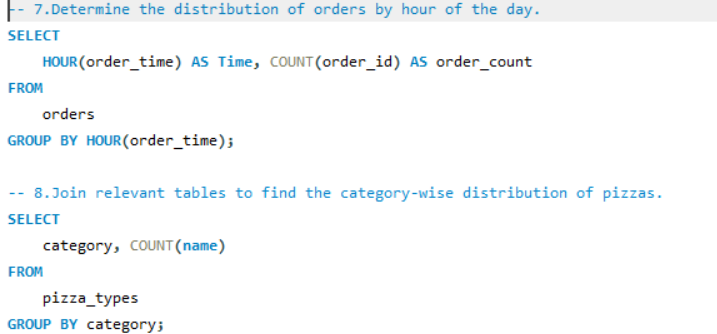 -- 7.Determine the distribution of orders by hour of the day.
SELECT
HOUR(order_time) AS Time, COUNT(order_id) AS order_count
FROM
orders
GROUP BY HOUR(order_time);
-- 8.Join relevant tables to find the category-wise distribution of pizzas.
SELECT
category, COUNT(name)
FROM
pizza_types
GROUP BY category;